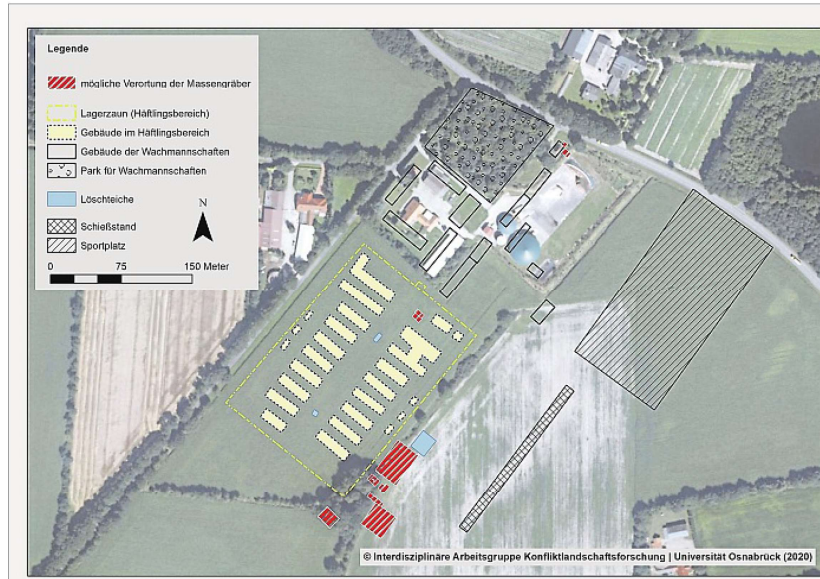 Legende
mögliche Verortung der Massengräber
Lagerzaun (Häftlingsbereich)
Gebäude im Häftlingsbereich
Gebäude der Wachmannschaften
Park für Wachmannschaften
Löschteiche
Schießstand
Sportplatz
N
0 75 150 Meter
© Interdisziplinäre Arbeitsgruppe Konfliktlandschaftsforschung | Universität Osnabrück (2020)